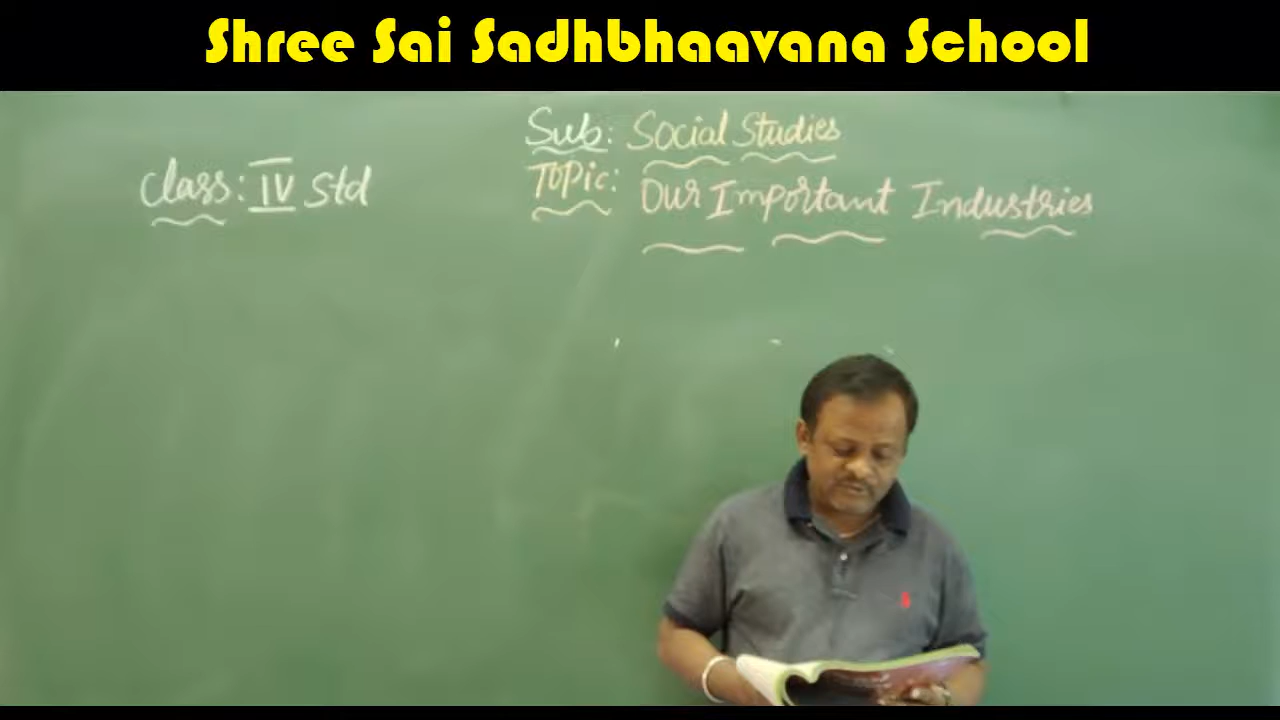 Shree Sai Sadhbhaavana School
Sub: Social Studies
Class: IV Std
Topic: Our Important Industries